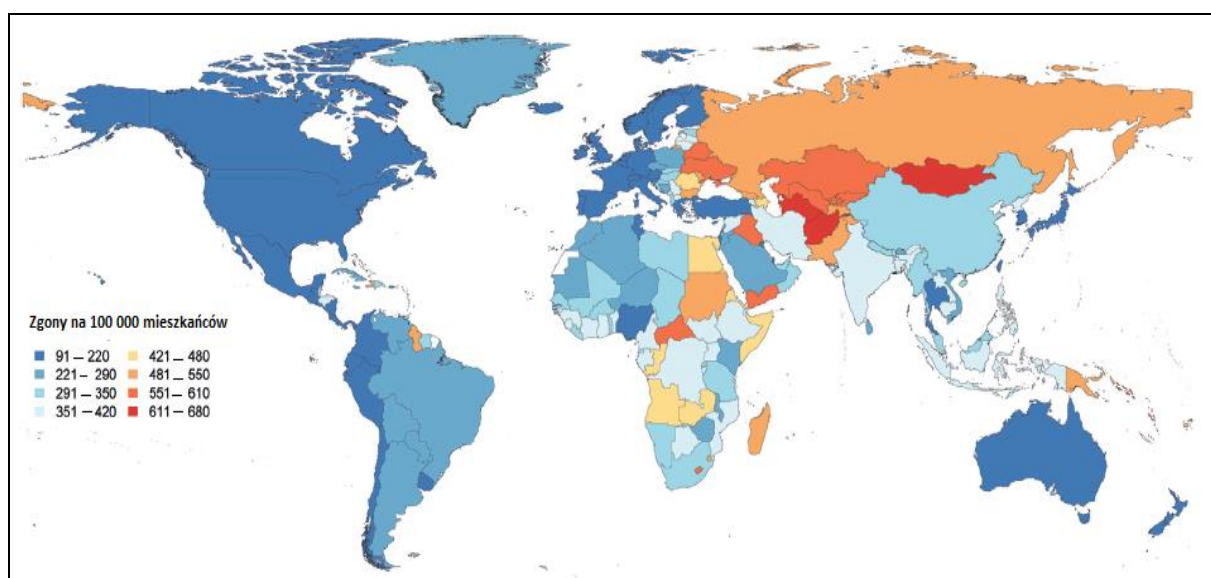 Zgony na 100 000 mieszkańców
91 — 220 421 — 480
221 — 290 481 — 550
291 — 350 551 — 610
351 — 420 611 — 680